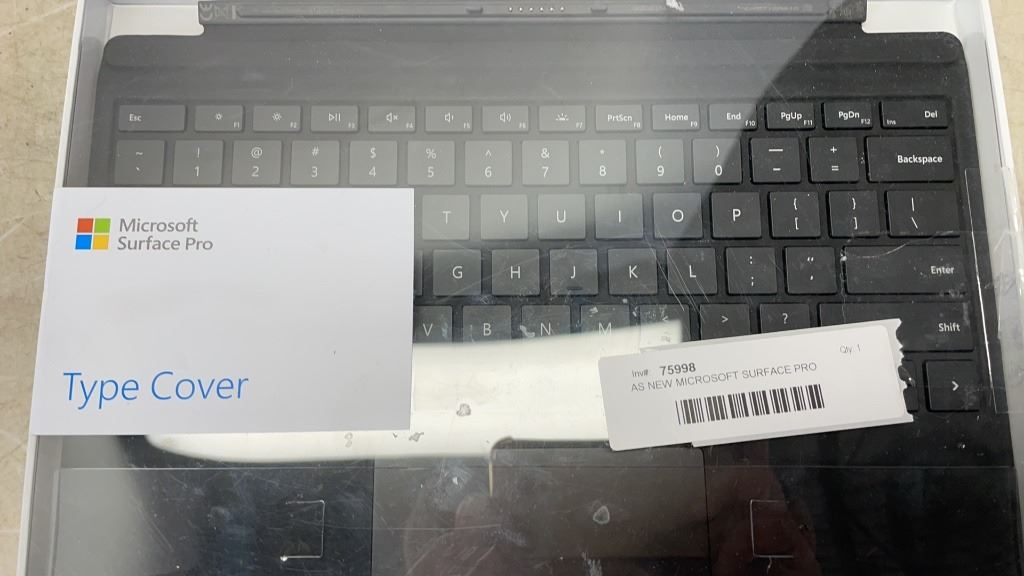 Esc F1 F2 F3 F4 F5 F6 F7 PrtScn F8 Home F9 End F10 PgUp F11 PgDn F12 Ins Del
~ ! @ # $ % ^ & * ( ) — +
` 1 2 3 4 5 6 7 8 9 0 - = Backspace
T Y U I O P { [ } ] | \
G H J K L : ; “ ‘ Enter
V B N M > ? Shift
Microsoft
Surface Pro
Type Cover
Inv#: 75998
Qty: 1
AS NEW MICROSOFT SURFACE PRO